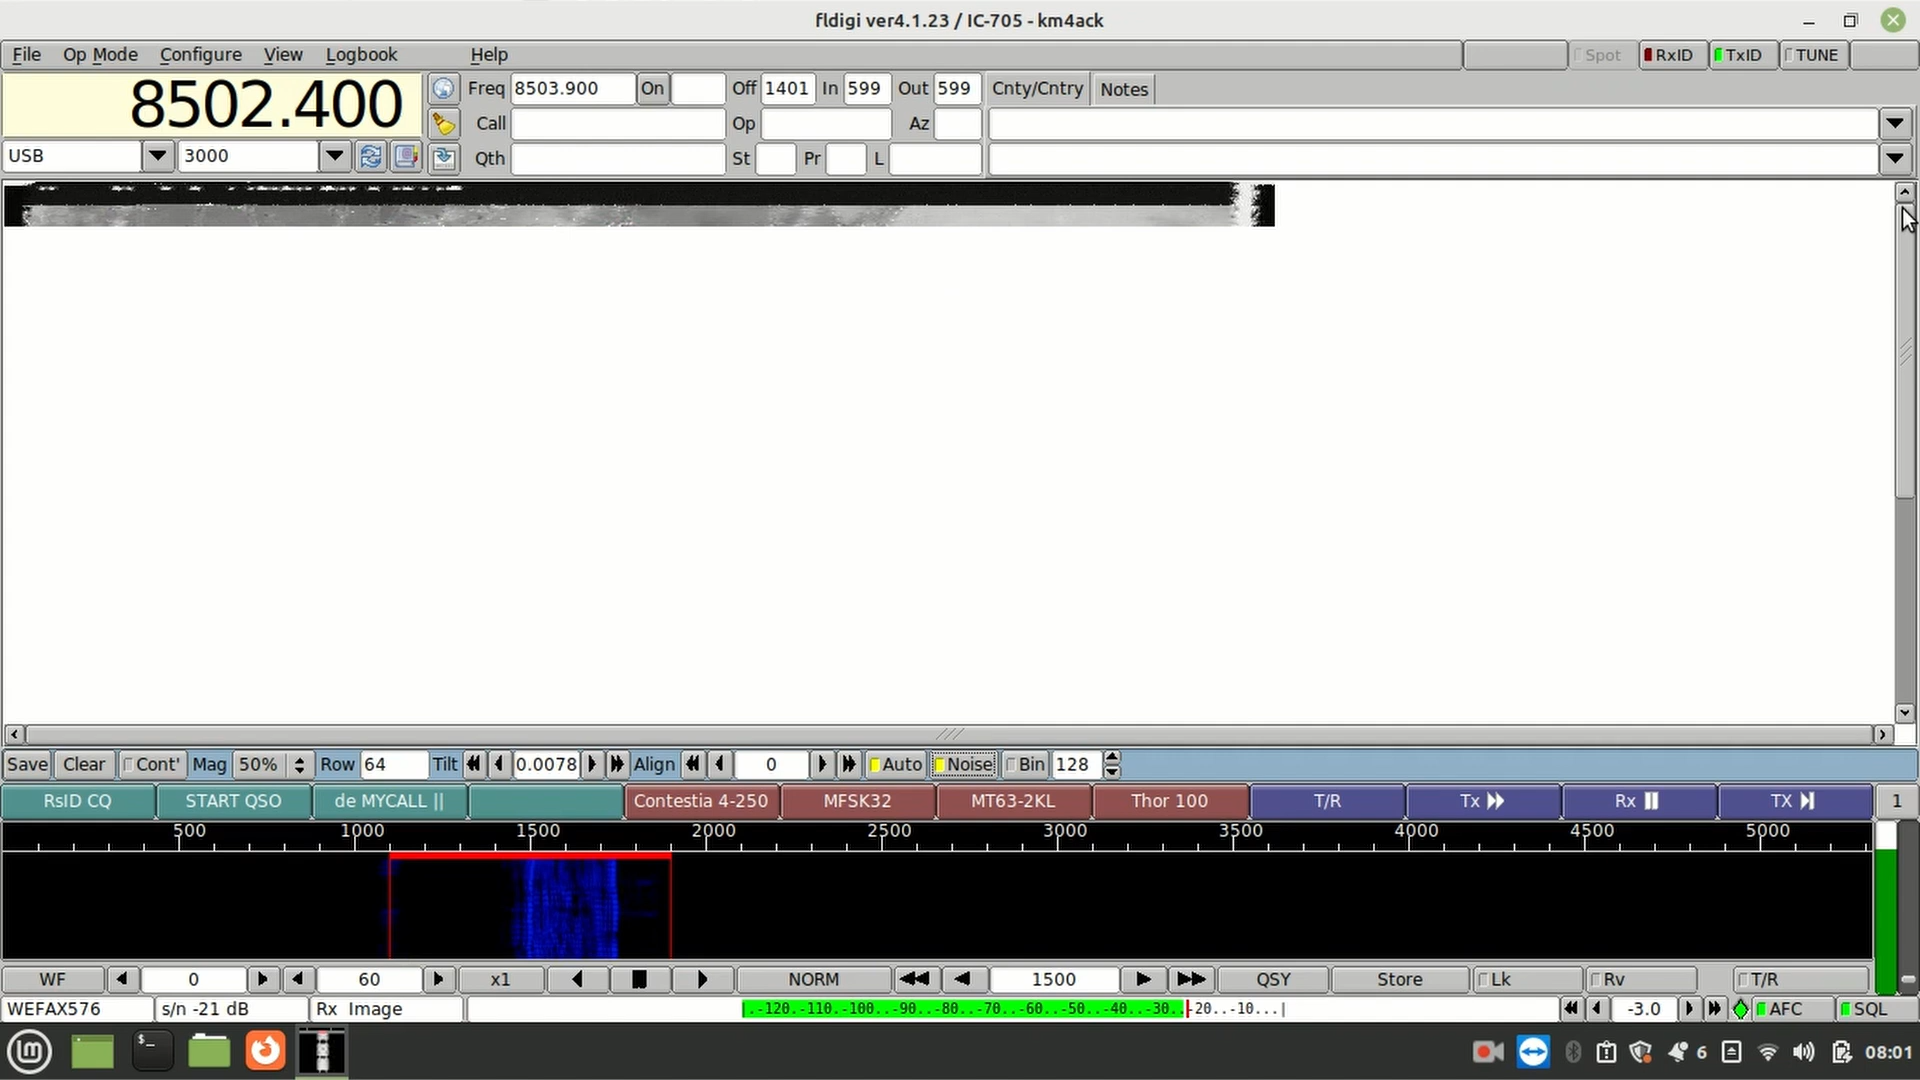 fldigi ver4.1.23 / IC-705 - km4ack
File Op Mode Configure View Logbook Help Spot RxID TxID TUNE
8502.400
Freq 8503.900 On Off 1401 In 599 Out 599 Cnty/Cntry Notes
Call Op Az
USB 3000 Qth St Pr L
Save Clear Cont' Mag 50% Row 64 Tilt 0.0078 Align 0 Auto Noise Bin 128
RsID CQ START QSO de MYCALL || Contestia 4-250 MFSK32 MT63-2KL Thor 100 T/R Tx Rx TX 1
500 1000 1500 2000 2500 3000 3500 4000 4500 5000
WF 0 60 x1 NORM 1500 QSY Store Lk Rv T/R
WEFAX576 s/n -21 dB Rx Image .-120.-110.-100..-90..-80..-70..-60..-50..-40..-30..-20..-10...| -3.0 AFC SQL
lm $_ 6 08:01